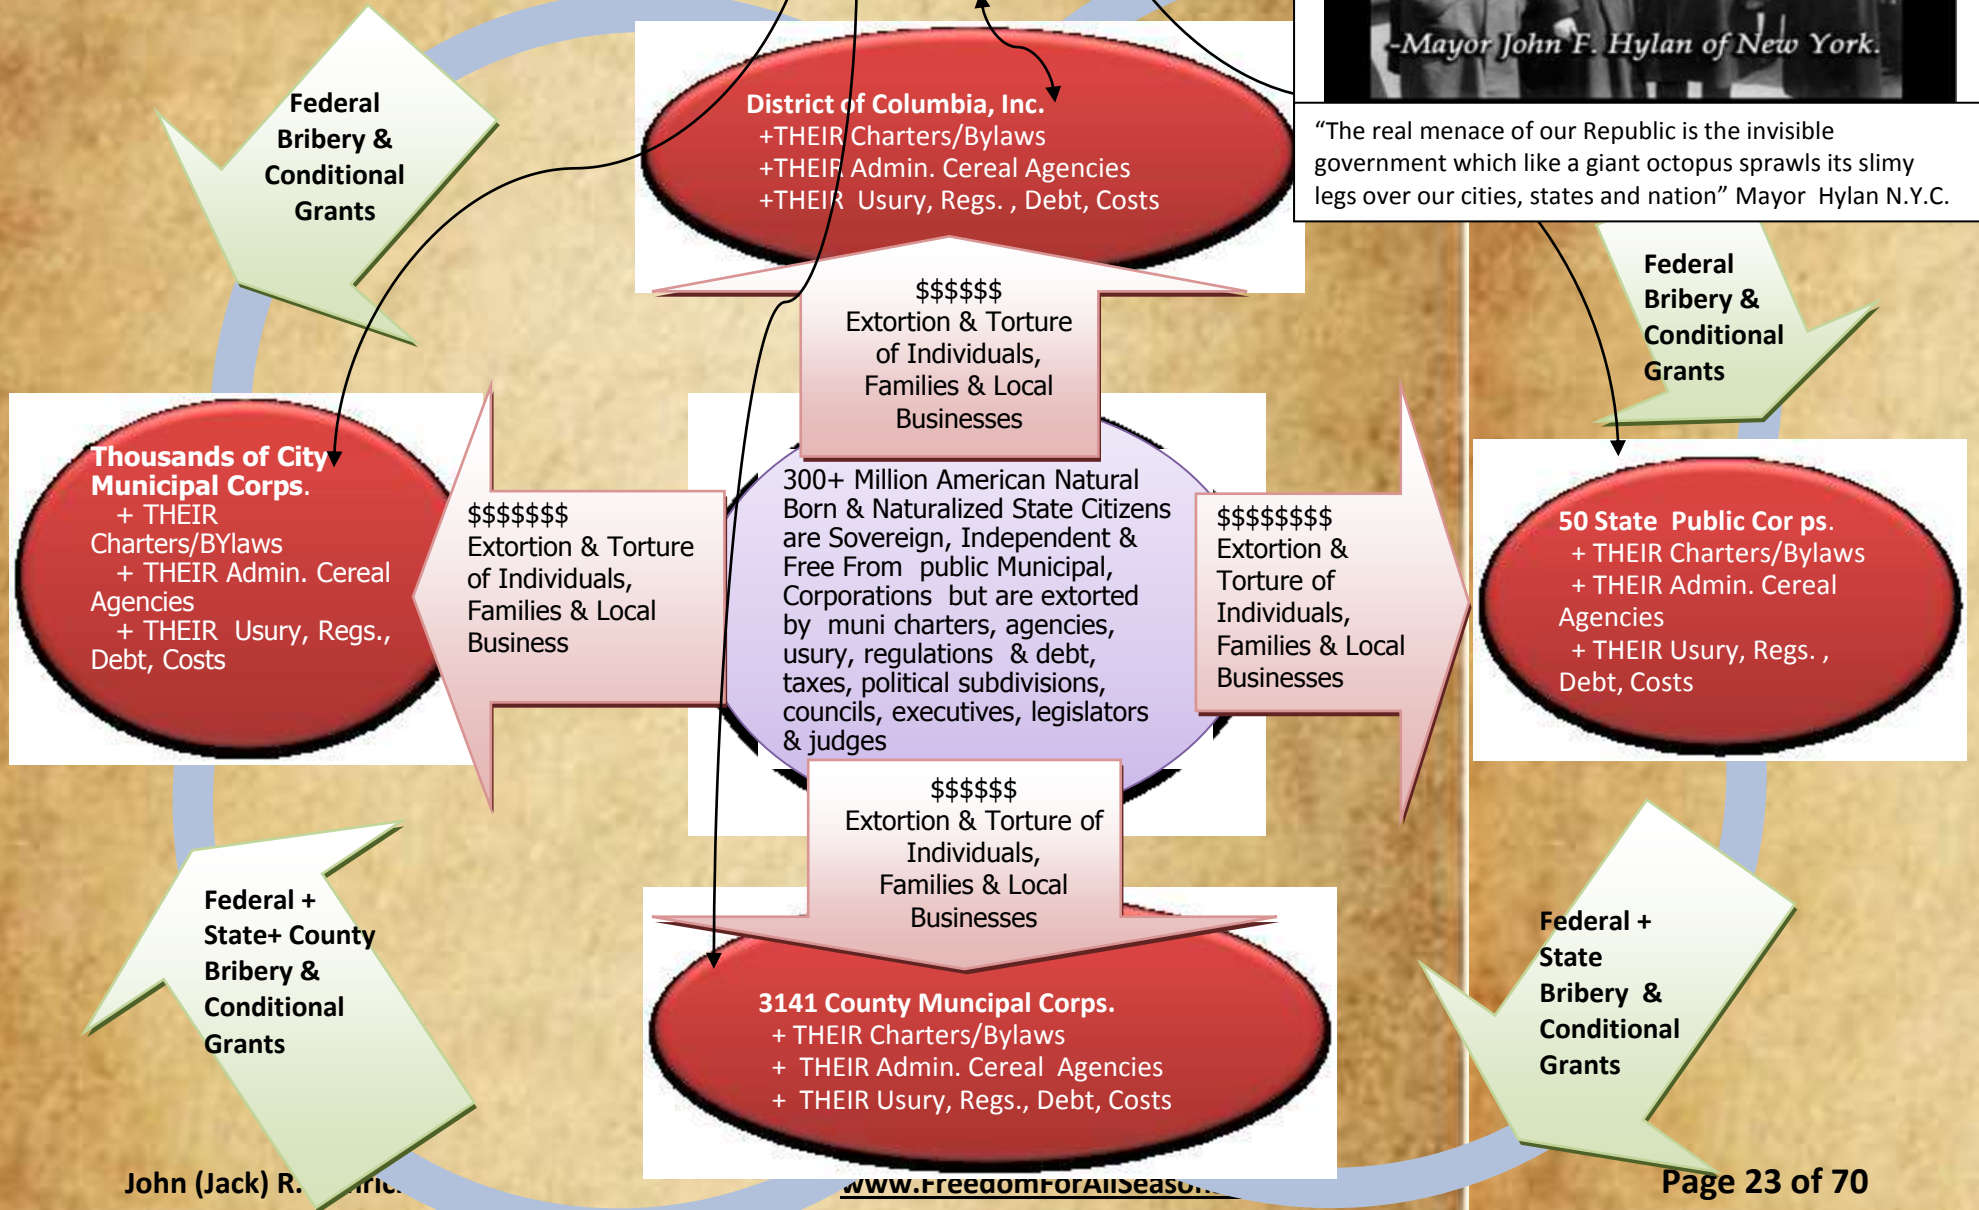 -Mayor John F. Hylan of New York.
“The real menace of our Republic is the invisible
government which like a giant octopus sprawls its slimy
legs over our cities, states and nation” Mayor  Hylan N.Y.C.
Federal
Bribery &
Conditional
Grants
District of Columbia, Inc.
+THEIR Charters/Bylaws
+THEIR Admin. Cereal Agencies
+THEIR  Usury, Regs. , Debt, Costs
Federal
Bribery &
Conditional
Grants
$$$$$$
Extortion & Torture
of Individuals,
Families & Local
Businesses
Thousands of City
Municipal Corps.
+ THEIR
Charters/BYlaws
+ THEIR Admin. Cereal
Agencies
+ THEIR  Usury, Regs.,
Debt, Costs
$$$$$$$
Extortion & Torture
of Individuals,
Families & Local
Business
300+ Million American Natural
Born & Naturalized State Citizens
are Sovereign, Independent &
Free From  public Municipal,
Corporations  but are extorted
by  muni charters, agencies,
usury, regulations  & debt,
taxes, political subdivisions,
councils, executives, legislators
& judges
$$$$$$$$
Extortion &
Torture of
Individuals,
Families & Local
Businesses
50 State  Public Cor ps.
+ THEIR Charters/Bylaws
+ THEIR Admin. Cereal
Agencies
+ THEIR Usury, Regs. ,
Debt, Costs
$$$$$$
Extortion & Torture of
Individuals,
Families & Local
Businesses
Federal +
State+ County
Bribery &
Conditional
Grants
3141 County Muncipal Corps.
+ THEIR Charters/Bylaws
+  THEIR Admin. Cereal  Agencies
+  THEIR Usury, Regs., Debt, Costs
Federal +
State
Bribery  &
Conditional
Grants
John (Jack) R.
www.FreedomForAllSeason
Page 23 of 70